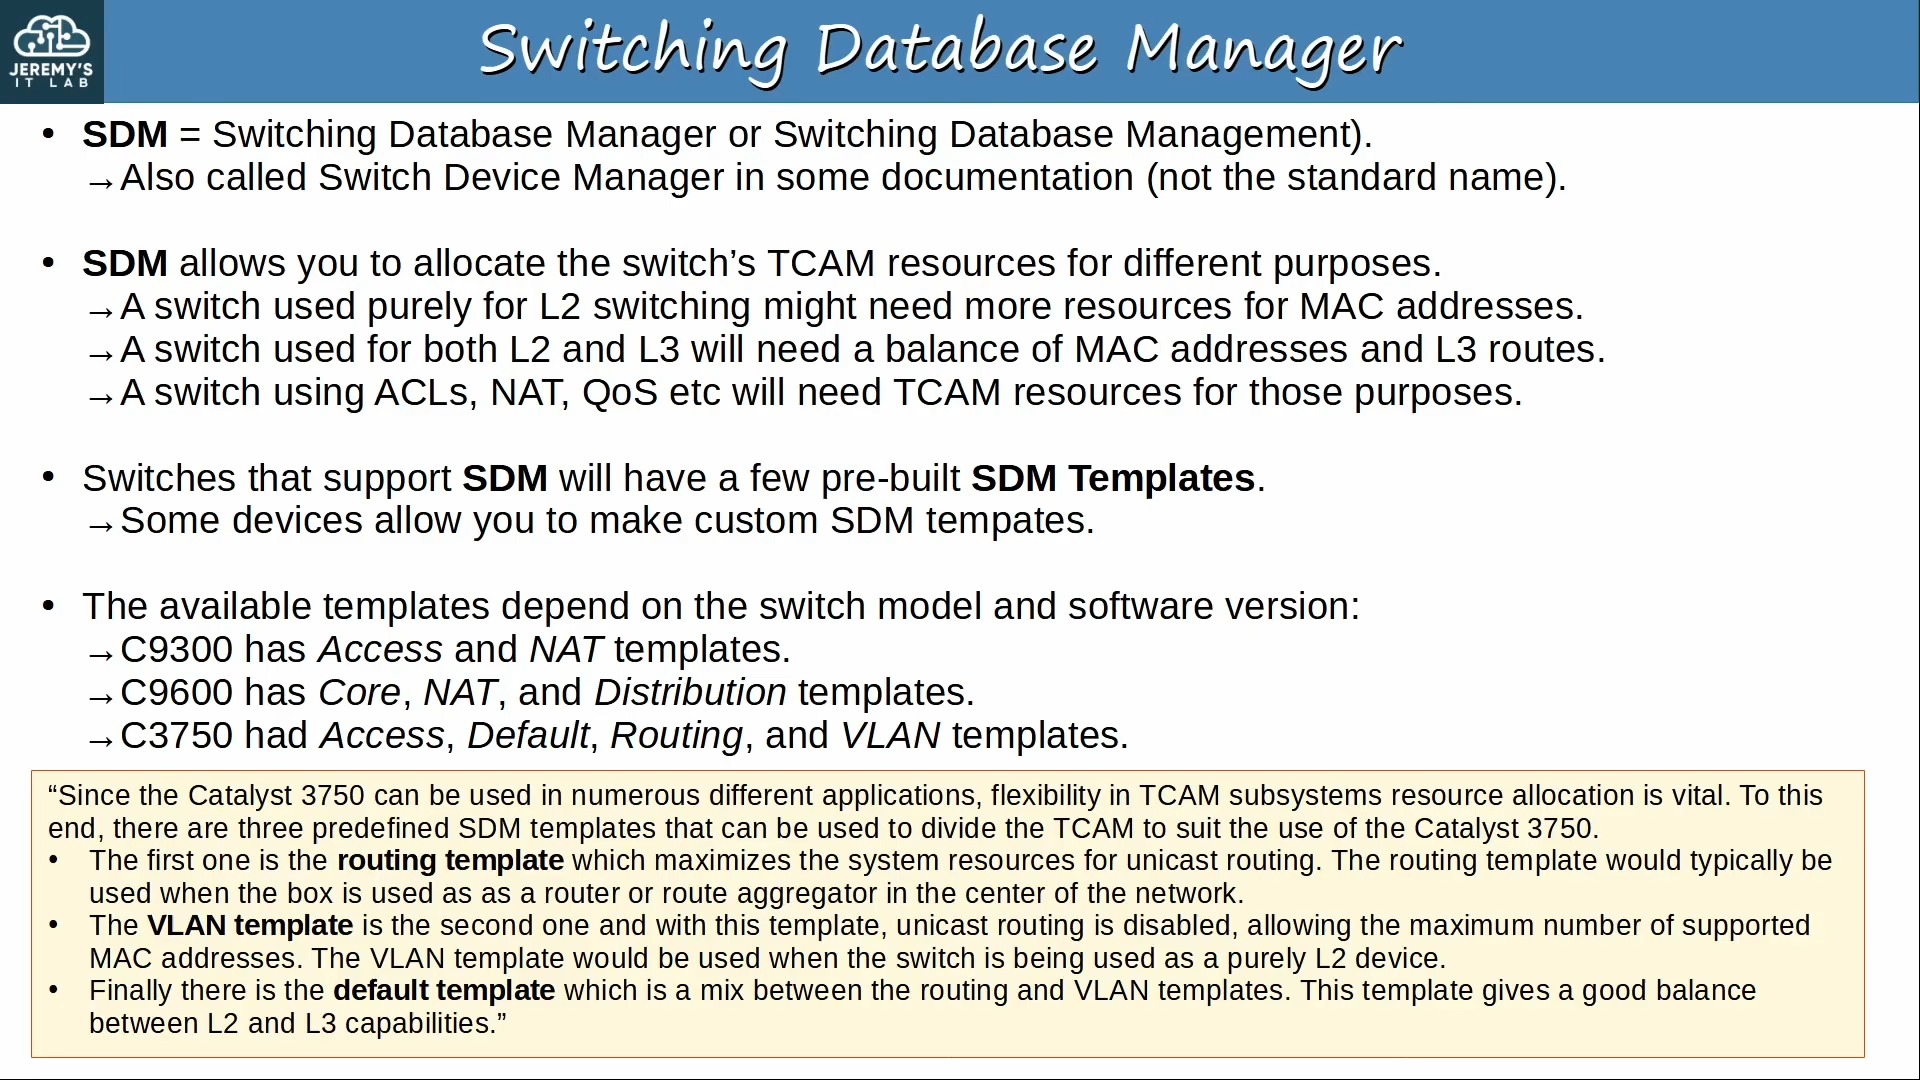 JEREMY'S
IT LAB
Switching Database Manager
• SDM = Switching Database Manager or Switching Database Management).
→Also called Switch Device Manager in some documentation (not the standard name).
• SDM allows you to allocate the switch’s TCAM resources for different purposes.
→A switch used purely for L2 switching might need more resources for MAC addresses.
→A switch used for both L2 and L3 will need a balance of MAC addresses and L3 routes.
→A switch using ACLs, NAT, QoS etc will need TCAM resources for those purposes.
• Switches that support SDM will have a few pre-built SDM Templates.
→Some devices allow you to make custom SDM tempates.
• The available templates depend on the switch model and software version:
→C9300 has Access and NAT templates.
→C9600 has Core, NAT, and Distribution templates.
→C3750 had Access, Default, Routing, and VLAN templates.
“Since the Catalyst 3750 can be used in numerous different applications, flexibility in TCAM subsystems resource allocation is vital. To this
end, there are three predefined SDM templates that can be used to divide the TCAM to suit the use of the Catalyst 3750.
• The first one is the routing template which maximizes the system resources for unicast routing. The routing template would typically be
used when the box is used as as a router or route aggregator in the center of the network.
• The VLAN template is the second one and with this template, unicast routing is disabled, allowing the maximum number of supported
MAC addresses. The VLAN template would be used when the switch is being used as a purely L2 device.
• Finally there is the default template which is a mix between the routing and VLAN templates. This template gives a good balance
between L2 and L3 capabilities.”